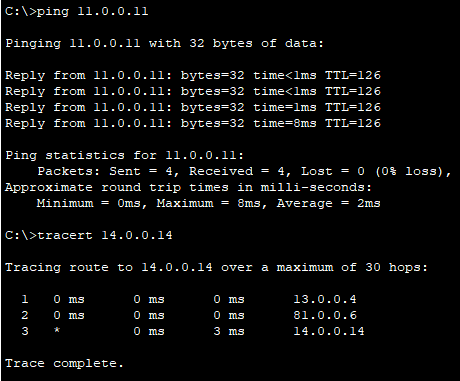 C:\>ping 11.0.0.11
Pinging 11.0.0.11 with 32 bytes of data:
Reply from 11.0.0.11: bytes=32 time<1ms TTL=126
Reply from 11.0.0.11: bytes=32 time<1ms TTL=126
Reply from 11.0.0.11: bytes=32 time=1ms TTL=126
Reply from 11.0.0.11: bytes=32 time=8ms TTL=126
Ping statistics for 11.0.0.11:
Packets: Sent = 4, Received = 4, Lost = 0 (0% loss),
Approximate round trip times in milli-seconds:
Minimum = 0ms, Maximum = 8ms, Average = 2ms
C:\>tracert 14.0.0.14
Tracing route to 14.0.0.14 over a maximum of 30 hops:
1 0 ms 0 ms 0 ms 13.0.0.4
2 0 ms 0 ms 0 ms 81.0.0.6
3 * 0 ms 3 ms 14.0.0.14
Trace complete.